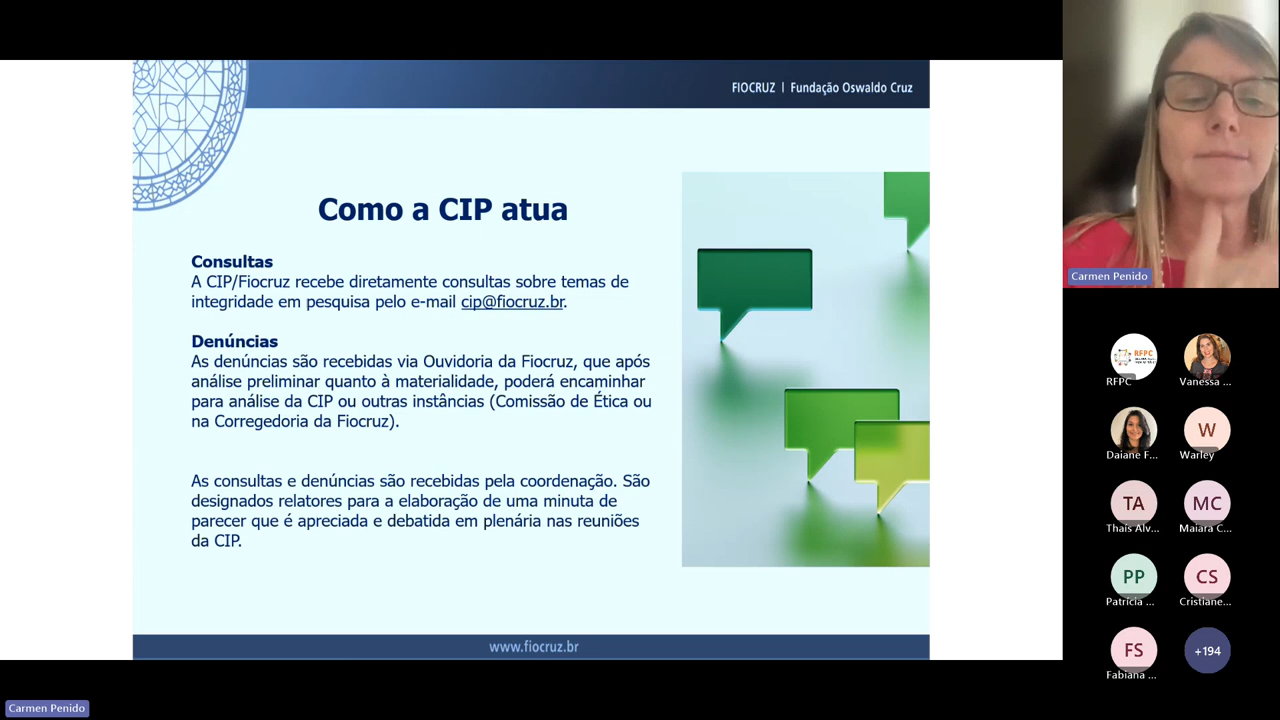 FIOCRUZ | Fundação Oswaldo Cruz
Como a CIP atua
Consultas
A CIP/Fiocruz recebe diretamente consultas sobre temas de
integridade em pesquisa pelo e-mail cip@fiocruz.br.
Denúncias
As denúncias são recebidas via Ouvidoria da Fiocruz, que após
análise preliminar quanto à materialidade, poderá encaminhar
para análise da CIP ou outras instâncias (Comissão de Ética ou
na Corregedoria da Fiocruz).
As consultas e denúncias são recebidas pela coordenação. São
designados relatores para a elaboração de uma minuta de
parecer que é apreciada e debatida em plenária nas reuniões
da CIP.
www.fiocruz.br
Carmen Penido
RFPC
RFPC
Vanessa ...
Daiane F...
W
Warley
TA
Thaís Alv...
MC
Maiara C...
PP
Patrícia ...
CS
Cristiane...
FS
Fabiana ...
+194
Carmen Penido